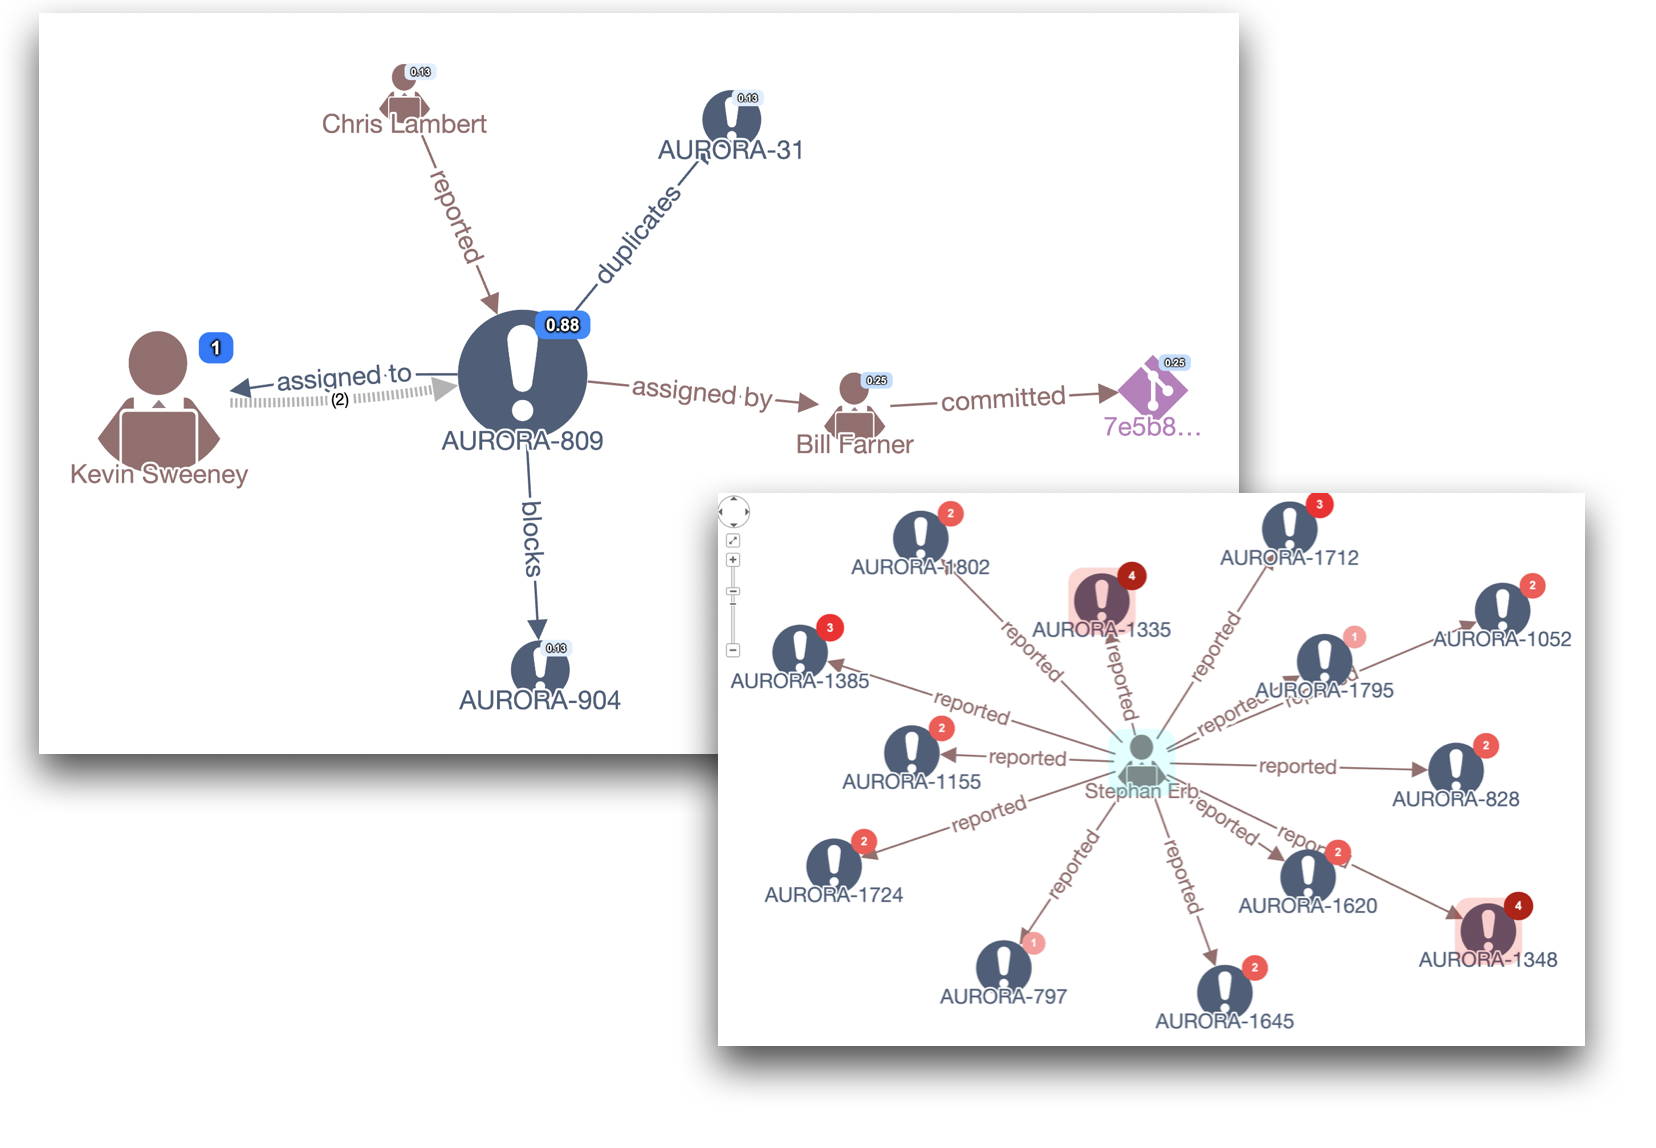 0.13
Chris Lambert
0.13
AURORA-31
reported
duplicates
1
0.88
assigned to
(2)
AURORA-809
Kevin Sweeney
assigned by
0.25
Bill Farner
committed
0.25
7e5b8...
blocks
0.13
AURORA-904
2
AURORA-1802
3
AURORA-1712
4
AURORA-1335
2
AURORA-1052
3
AURORA-1385
1
AURORA-1795
reported
reported
reported
reported
reported
2
AURORA-1155
reported
Stephan Erb
reported
2
AURORA-828
2
AURORA-1724
reported
reported
reported
reported
reported
2
AURORA-1620
4
AURORA-1348
1
AURORA-797
2
AURORA-1645